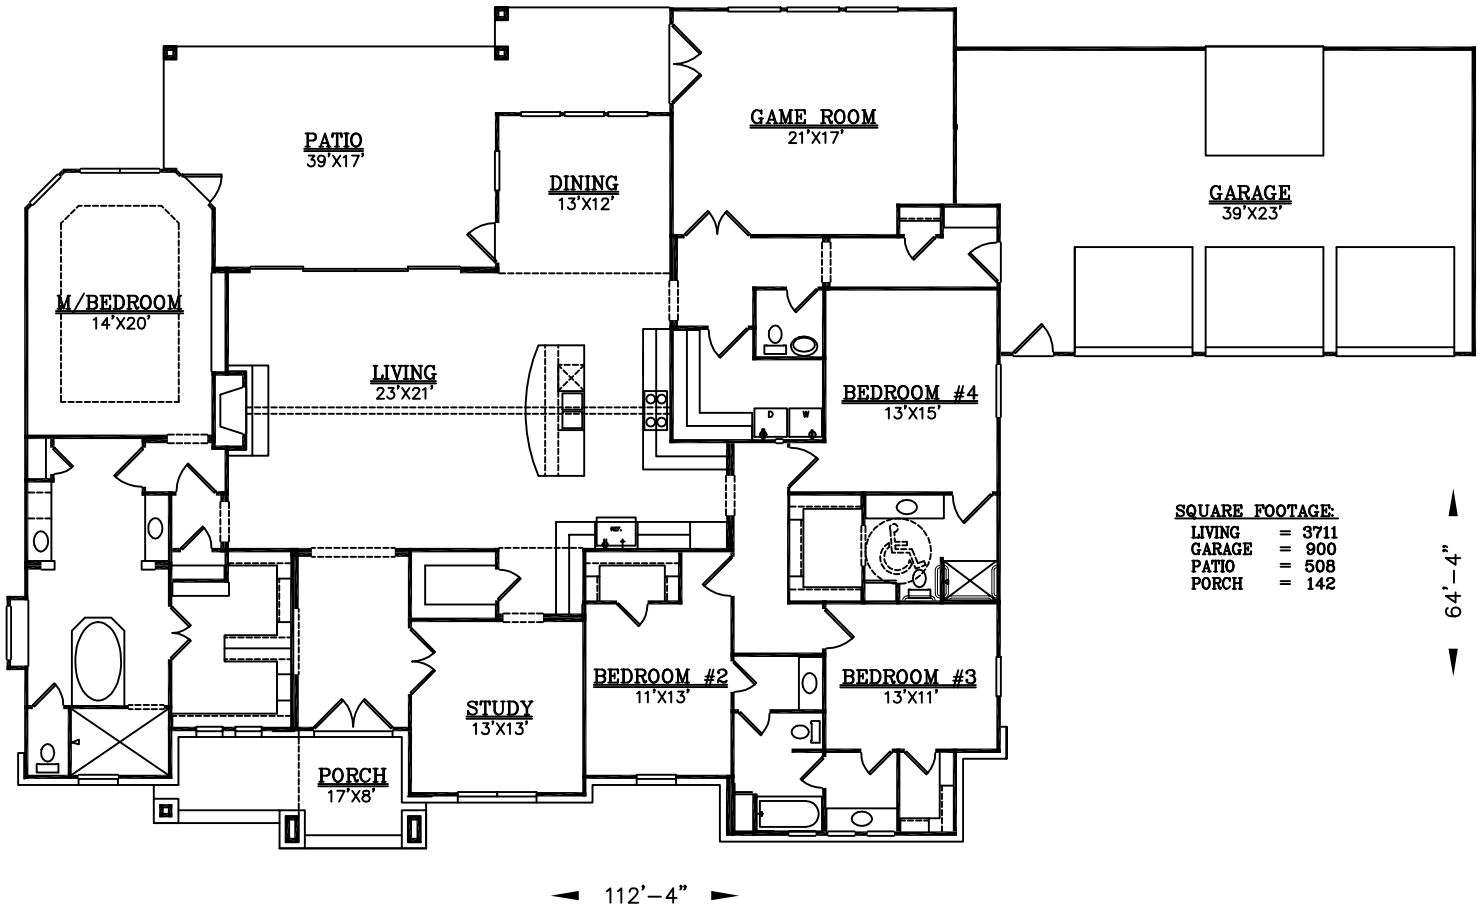 GAME ROOM
21'X17'
PATIO
39'X17'
DINING
13'X12'
GARAGE
39'X23'
M/BEDROOM
14'X20'
LIVING
23'X21'
BEDROOM #4
13'X15'
D W
SQUARE FOOTAGE:
LIVING = 3711
GARAGE = 900
PATIO = 508
PORCH = 142
REF.
64'-4"
BEDROOM #2
11'X13'
BEDROOM #3
13'X11'
STUDY
13'X13'
PORCH
17'X8'
112'-4"